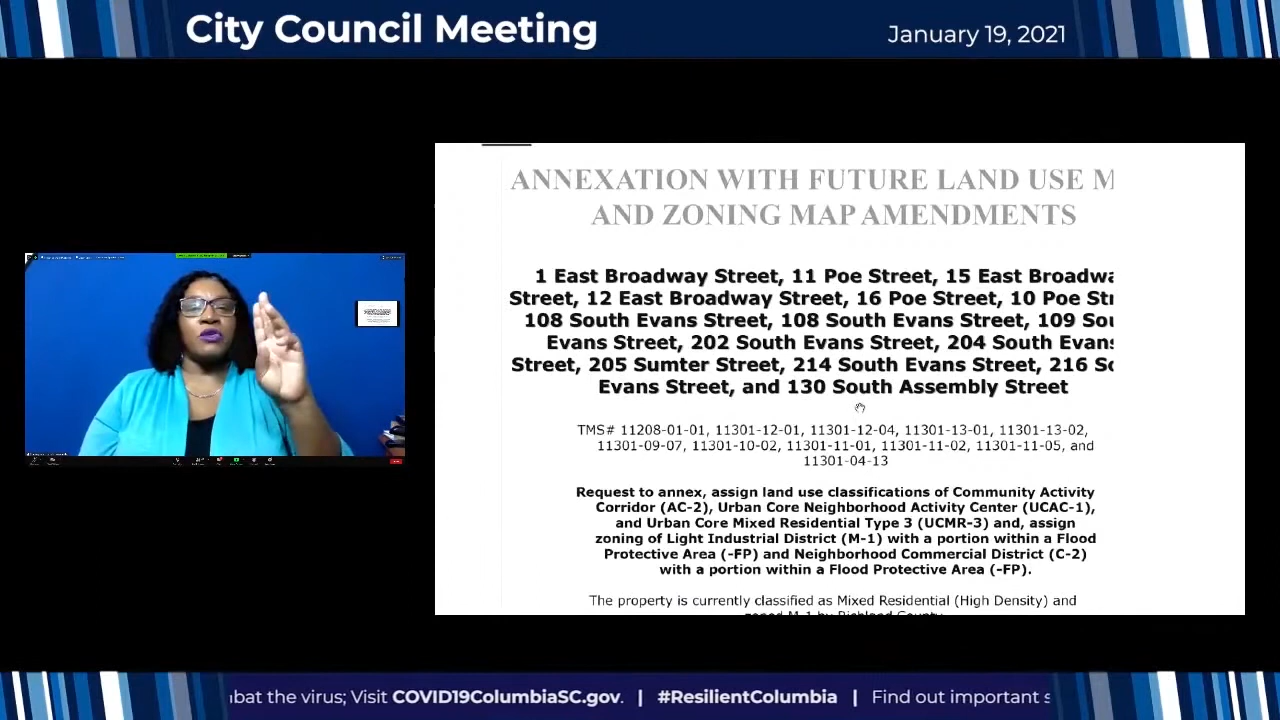 City Council Meeting
January 19, 2021
ANNEXATION WITH FUTURE LAND USE M
AND ZONING MAP AMENDMENTS
1 East Broadway Street, 11 Poe Street, 15 East Broadwa
Street, 12 East Broadway Street, 16 Poe Street, 10 Poe Str
108 South Evans Street, 108 South Evans Street, 109 Sou
Evans Street, 202 South Evans Street, 204 South Evans
Street, 205 Sumter Street, 214 South Evans Street, 216 So
Evans Street, and 130 South Assembly Street
TMS# 11208-01-01, 11301-12-01, 11301-12-04, 11301-13-01, 11301-13-02,
11301-09-07, 11301-10-02, 11301-11-01, 11301-11-02, 11301-11-05, and
11301-04-13
Request to annex, assign land use classifications of Community Activity
Corridor (AC-2), Urban Core Neighborhood Activity Center (UCAC-1),
and Urban Core Mixed Residential Type 3 (UCMR-3) and, assign
zoning of Light Industrial District (M-1) with a portion within a Flood
Protective Area (-FP) and Neighborhood Commercial District (C-2)
with a portion within a Flood Protective Area (-FP).
The property is currently classified as Mixed Residential (High Density) and
zoned M-1 by Richland County
bat the virus; Visit COVID19ColumbiaSC.gov. | #ResilientColumbia | Find out important s